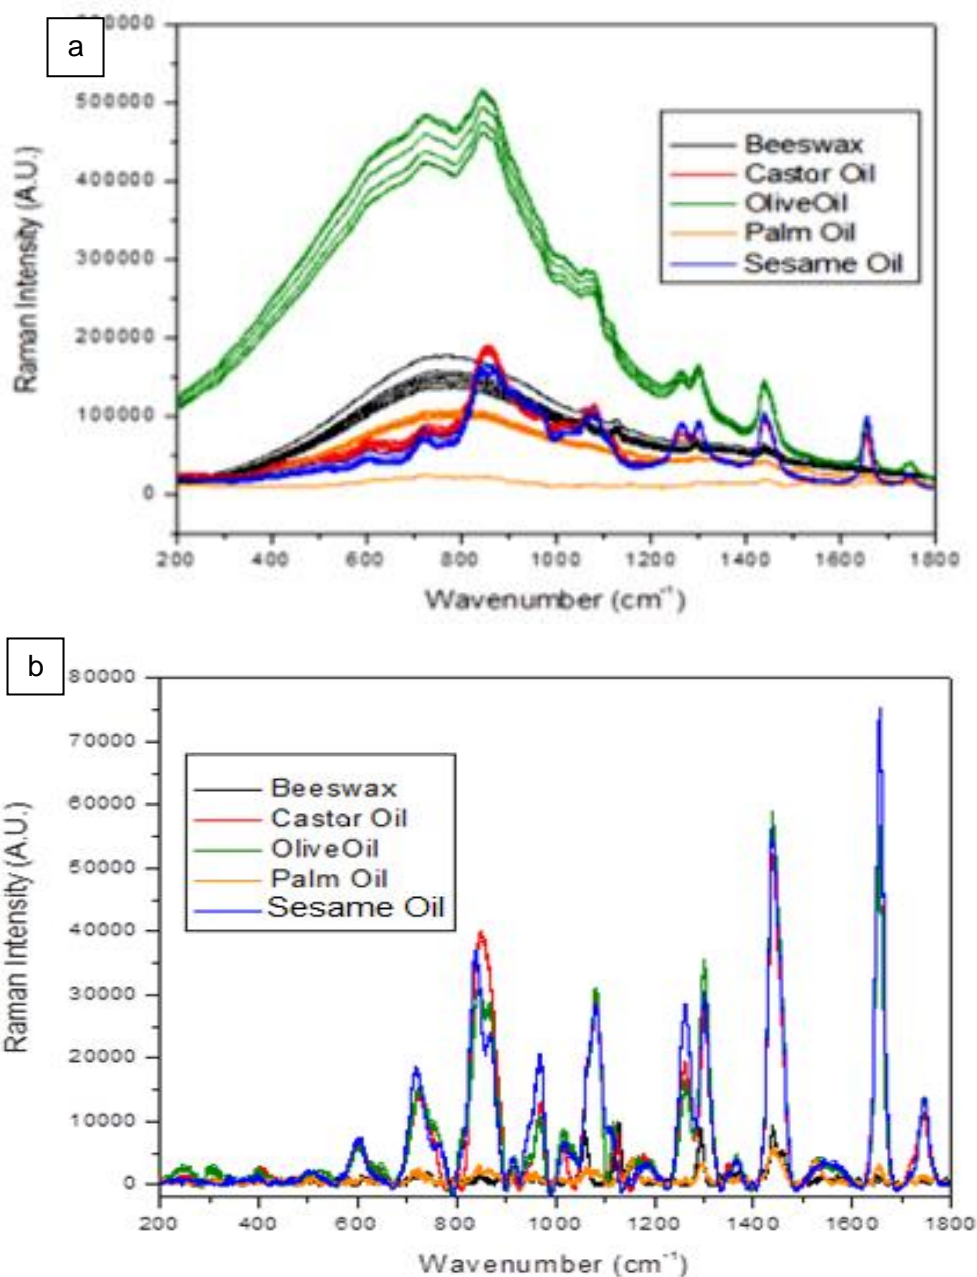 a
500000
400000
300000
200000
100000
0
Raman Intensity (A.U.)
Beeswax
Castor Oil
OliveOil
Palm Oil
Sesame Oil
200 400 600 800 1000 1200 1400 1600 1800
Wavenumber (cm⁻¹)
b
80000
70000
60000
50000
40000
30000
20000
10000
0
Raman Intensity (A.U.)
Beeswax
Castor Oil
OliveOil
Palm Oil
Sesame Oil
200 400 600 800 1000 1200 1400 1600 1800
Wavenumber (cm⁻¹)